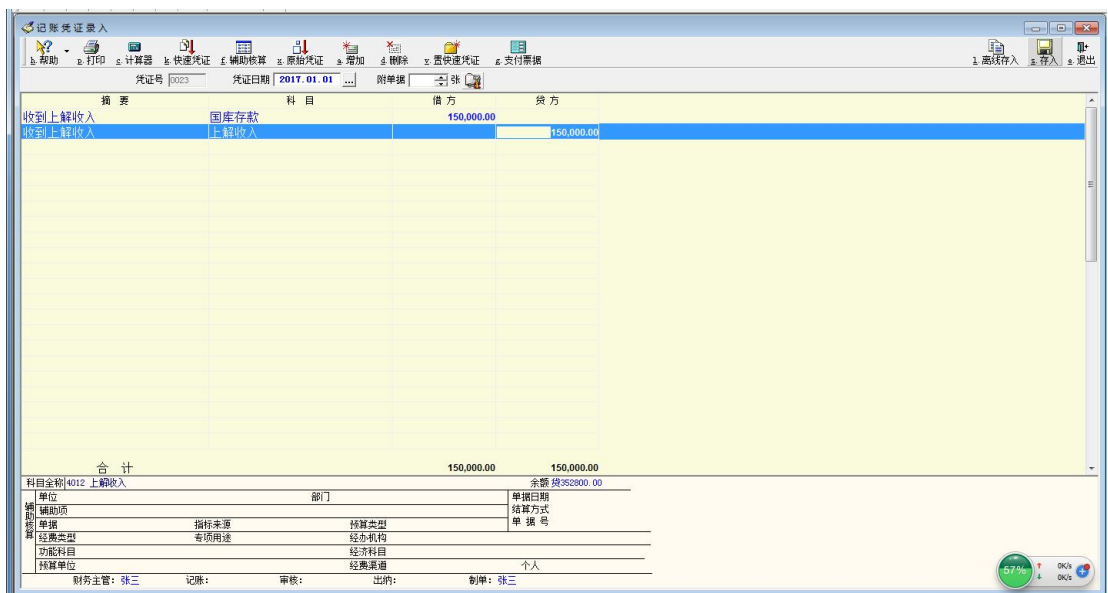 记账凭证录入
h.帮助 p.打印 c.计算器 k.快速凭证 f.辅助核算 x.原始凭证 a.增加 d.删除 v.置快速凭证 g.支付票据 l.离线存入 s.存入 e.退出
凭证号 0023 凭证日期 2017.01.01 ... 附单据 张
摘 要 科 目 借 方 贷 方
收到上解收入 国库存款 150,000.00
收到上解收入 上解收入 150,000.00
合 计 150,000.00 150,000.00
科目全称 4012 上解收入 余额 贷352800.00
辅助核算
单位 部门 单据日期
辅助项 结算方式
单据 指标来源 预算类型 单 据 号
经费类型 专项用途 经办机构
功能科目 经济科目
预算单位 经费渠道 个人
财务主管：张三 记账： 审核： 出纳： 制单：张三
57% 0K/s
0K/s